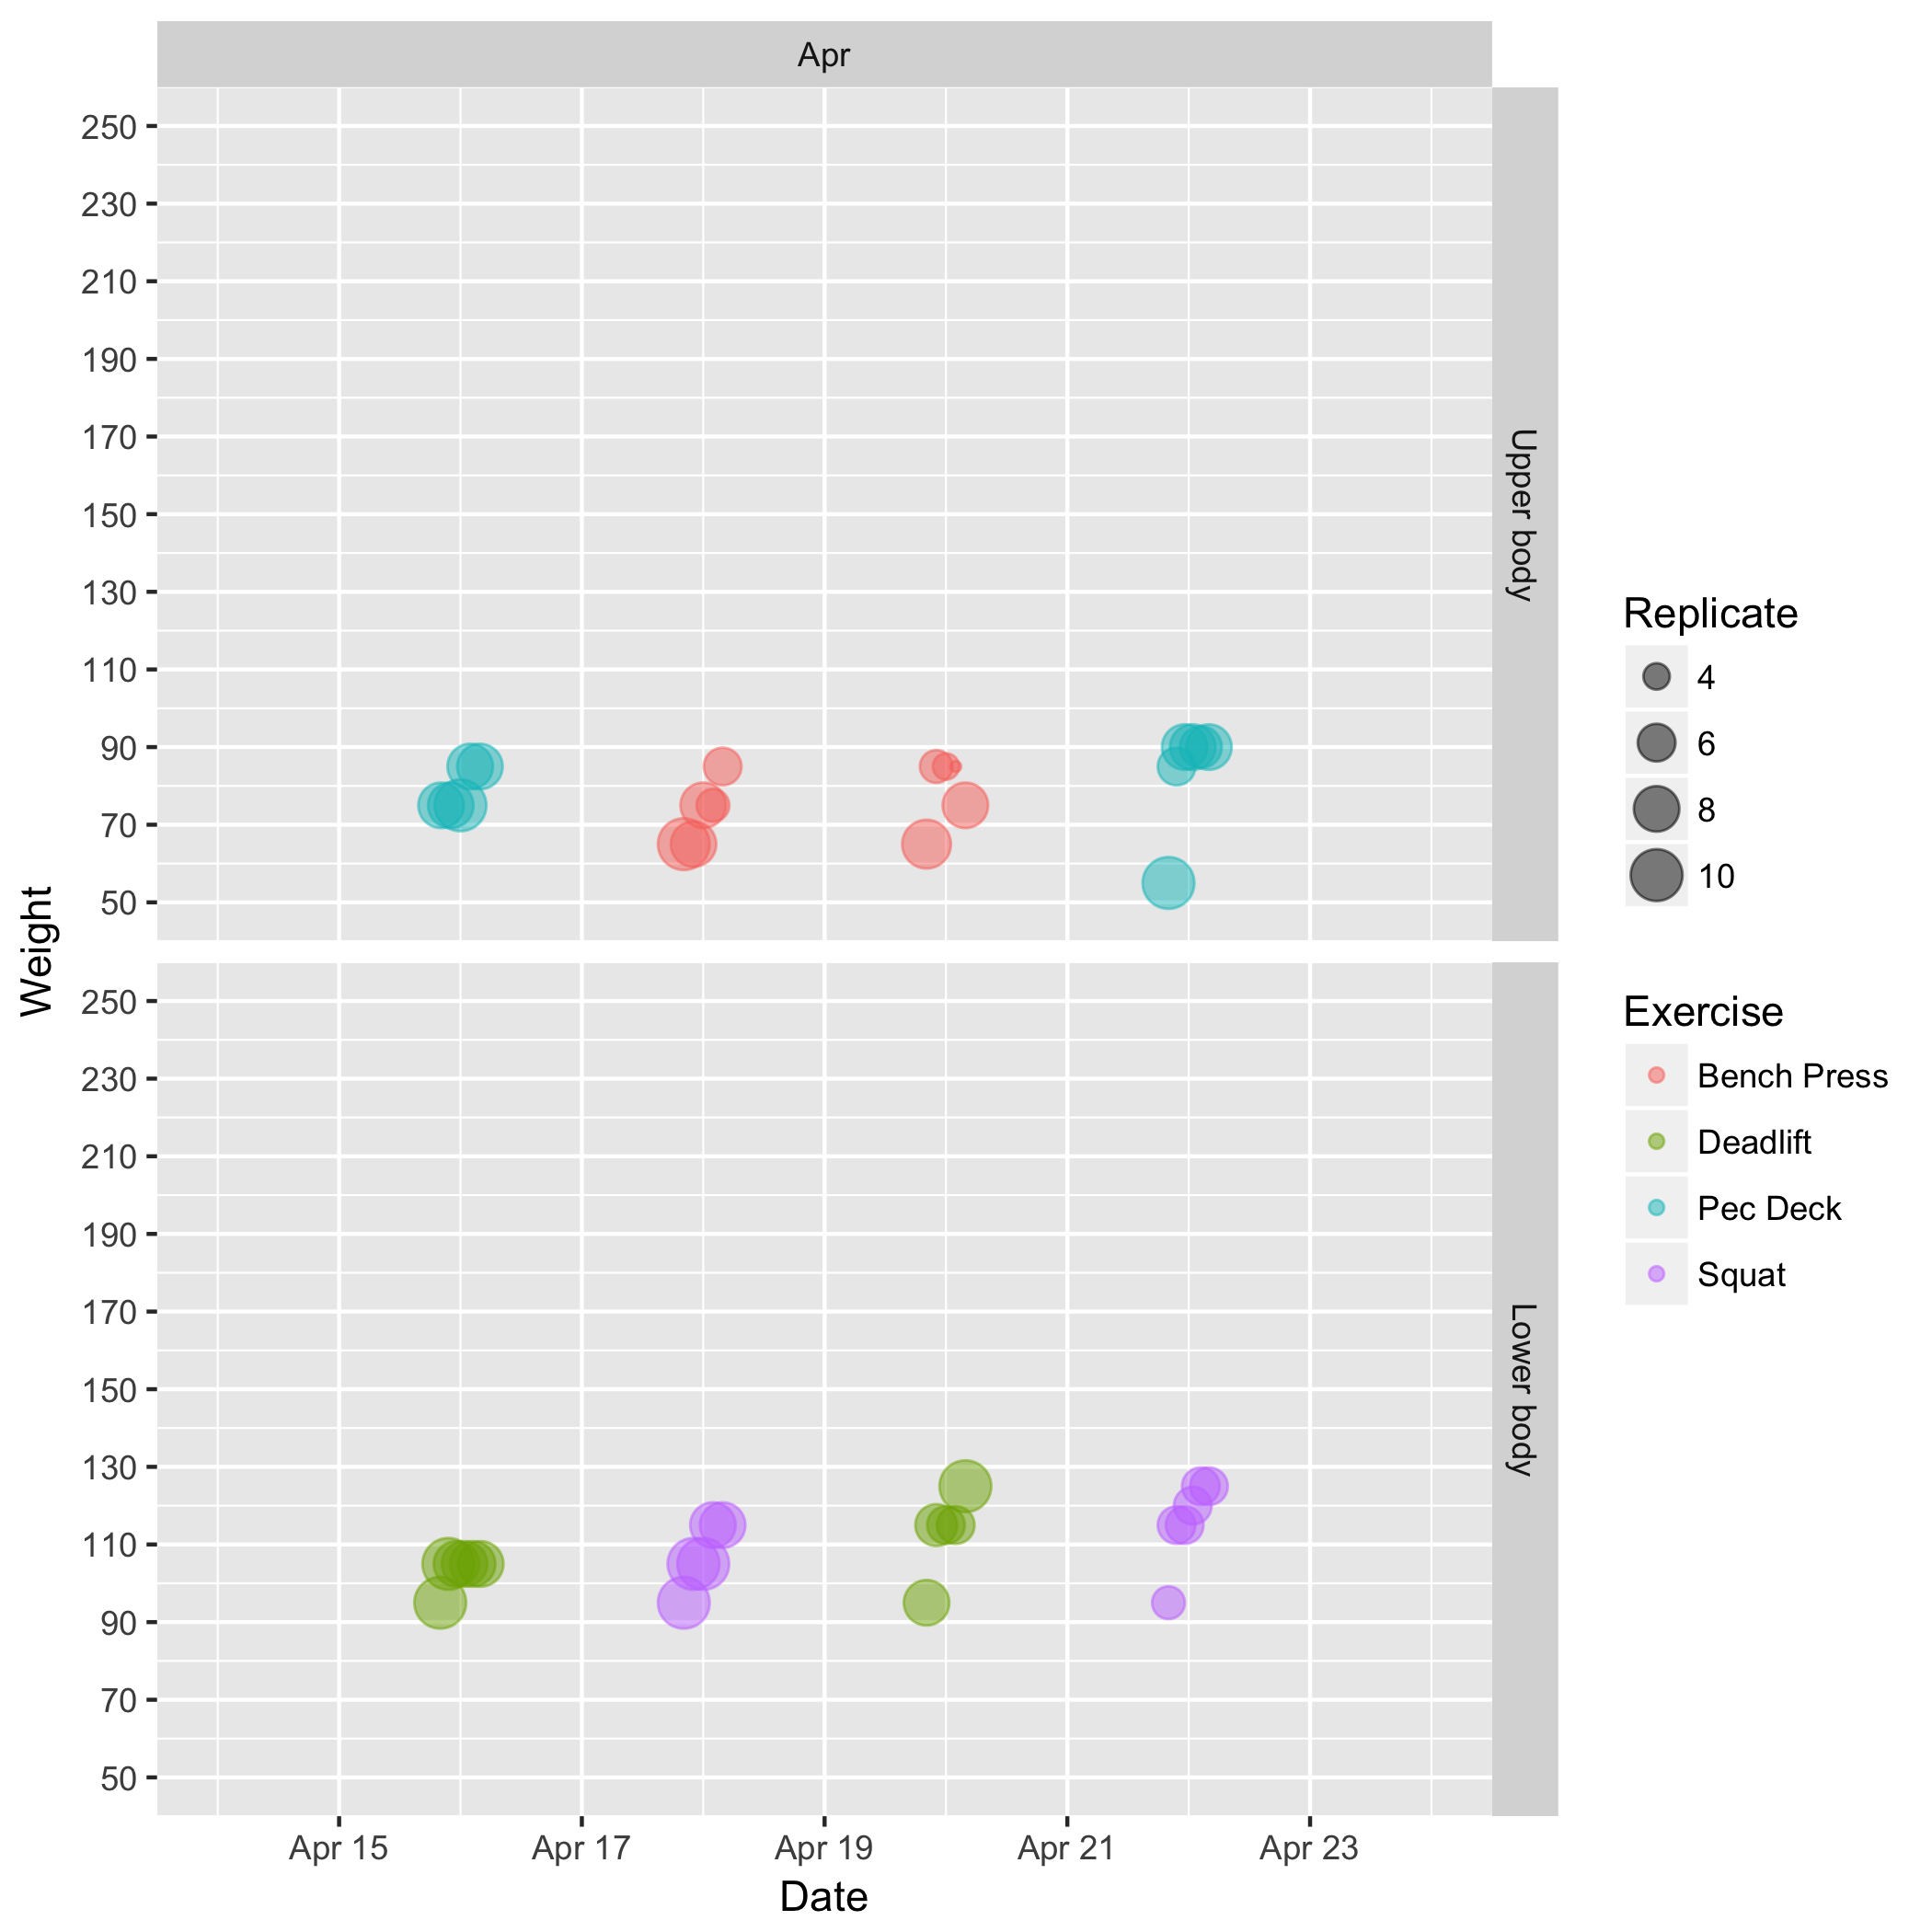 Apr
250
230
210
190
170
150
130
110
90
70
50
Upper body
Weight
250
230
210
190
170
150
130
110
90
70
50
Lower body
Apr 15
Apr 17
Apr 19
Apr 21
Apr 23
Date
Replicate
4
6
8
10
Exercise
Bench Press
Deadlift
Pec Deck
Squat